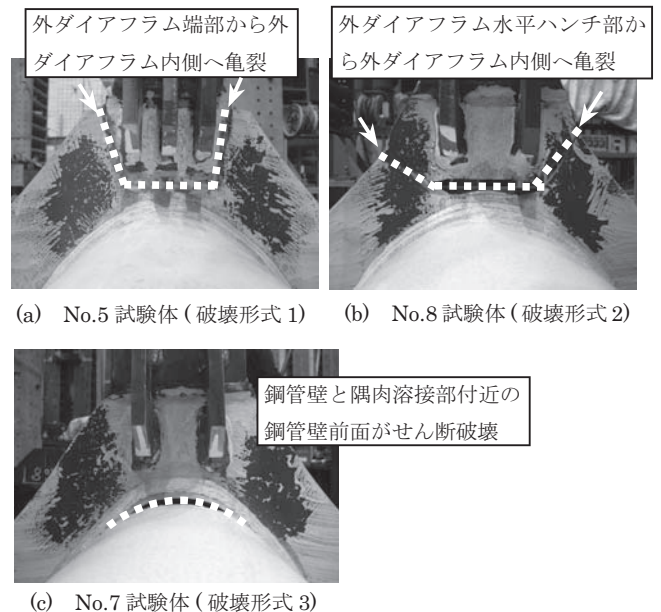 外ダイアフラム端部から外
ダイアフラム内側へ亀裂
外ダイアフラム水平ハンチ部か
ら外ダイアフラム内側へ亀裂
(a) No.5 試験体 ( 破壊形式 1)
(b) No.8 試験体 ( 破壊形式 2)
鋼管壁と隅肉溶接部付近の
鋼管壁前面がせん断破壊
(c) No.7 試験体 ( 破壊形式 3)